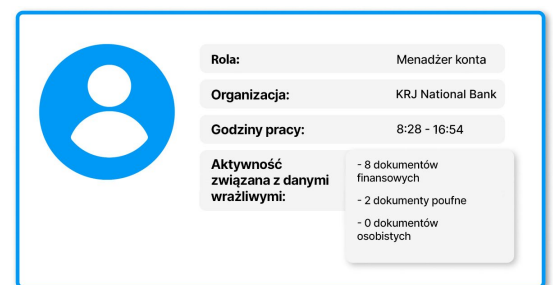 Rola: Menadżer konta
Organizacja: KRJ National Bank
Godziny pracy: 8:28 - 16:54
Aktywność
związana z danymi
wrażliwymi:
- 8 dokumentów
finansowych
- 2 dokumenty poufne
- 0 dokumentów
osobistych